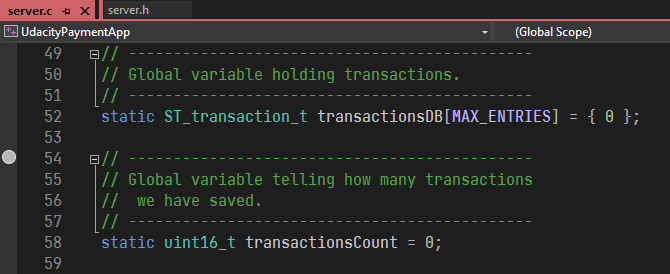 server.c server.h
UdacityPaymentApp (Global Scope)
49 // ---------------------------------------------
50 // Global variable holding transactions.
51 // ---------------------------------------------
52 static ST_transaction_t transactionsDB[MAX_ENTRIES] = { 0 };
53
54 // ---------------------------------------------
55 // Global variable telling how many transactions
56 //  we have saved.
57 // ---------------------------------------------
58 static uint16_t transactionsCount = 0;
59